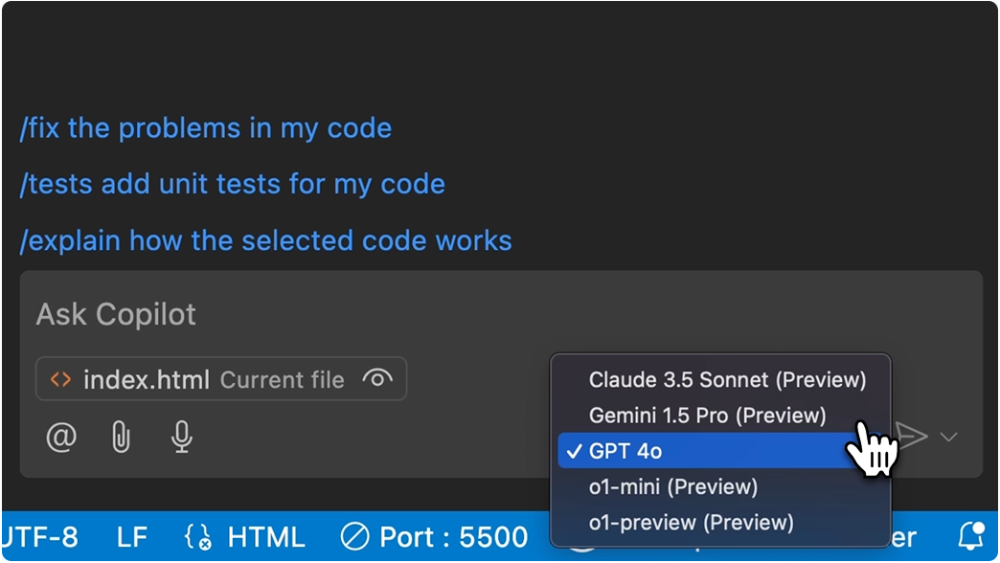 /fix the problems in my code
/tests add unit tests for my code
/explain how the selected code works
Ask Copilot
<> index.html Current file
@
Claude 3.5 Sonnet (Preview)
Gemini 1.5 Pro (Preview)
✓ GPT 4o
o1-mini (Preview)
o1-preview (Preview)
UTF-8 LF HTML Port : 5500